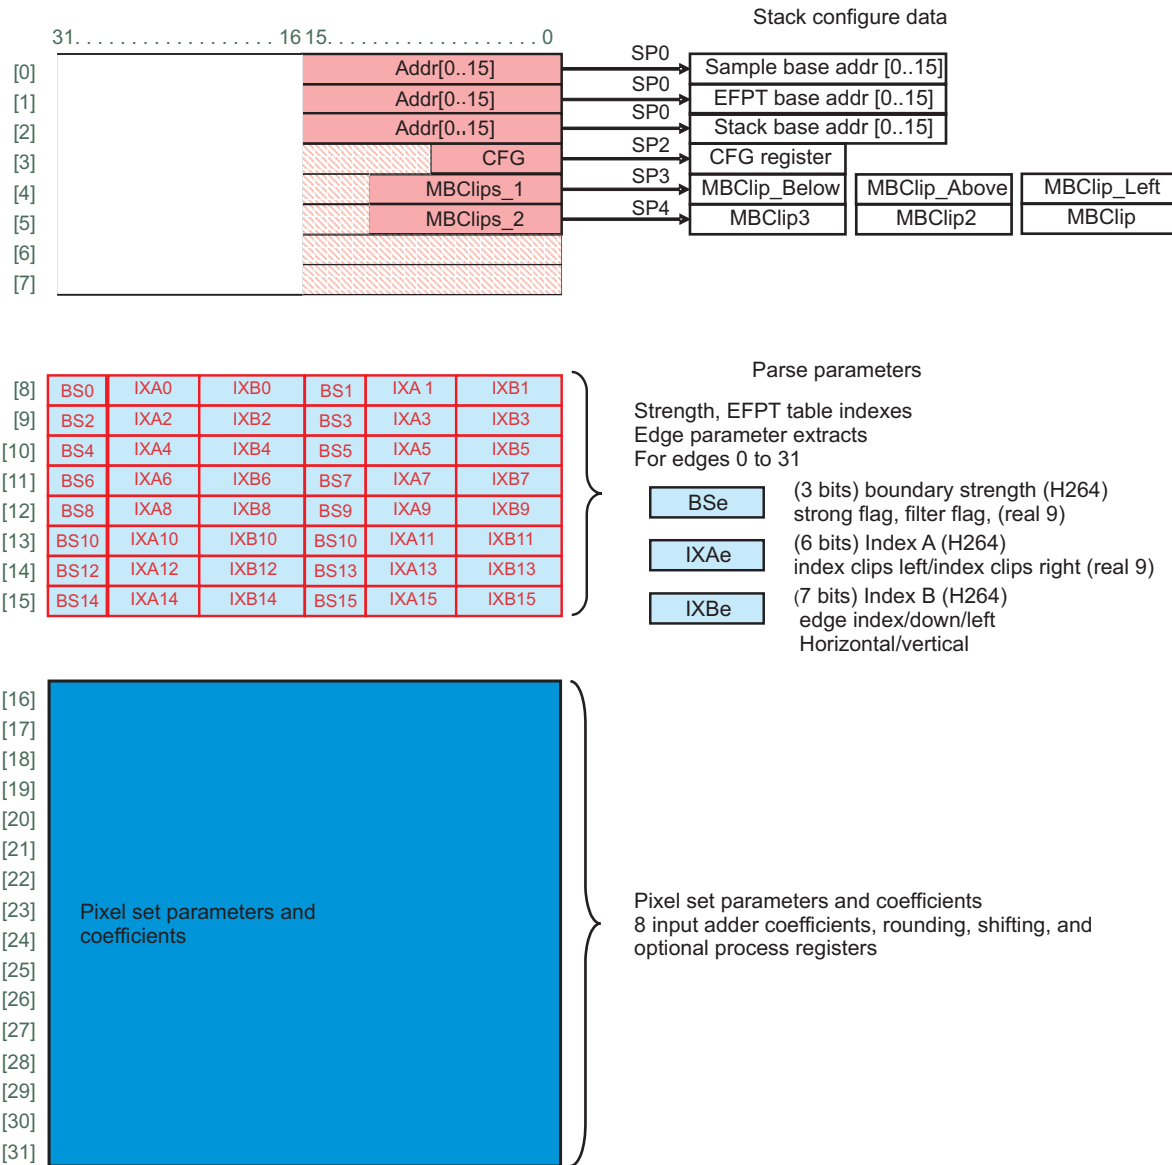 Stack configure data
31. . . . . . . . . . . . . . . . . . 16 15. . . . . . . . . . . . . . . . . . . 0
[0] Addr[0..15] SP0 Sample base addr [0..15]
[1] Addr[0..15] SP0 EFPT base addr [0..15]
[2] Addr[0..15] SP0 Stack base addr [0..15]
[3] CFG SP2 CFG register
[4] MBClips_1 SP3 MBClip_Below MBClip_Above MBClip_Left
[5] MBClips_2 SP4 MBClip3 MBClip2 MBClip
[6]
[7]
Parse parameters
[8] BS0 IXA0 IXB0 BS1 IXA 1 IXB1
[9] BS2 IXA2 IXB2 BS3 IXA3 IXB3
[10] BS4 IXA4 IXB4 BS5 IXA5 IXB5
[11] BS6 IXA6 IXB6 BS7 IXA7 IXB7
[12] BS8 IXA8 IXB8 BS9 IXA9 IXB9
[13] BS10 IXA10 IXB10 BS10 IXA11 IXB11
[14] BS12 IXA12 IXB12 BS13 IXA13 IXB13
[15] BS14 IXA14 IXB14 BS15 IXA15 IXB15
Strength, EFPT table indexes
Edge parameter extracts
For edges 0 to 31
BSe (3 bits) boundary strength (H264)
strong flag, filter flag, (real 9)
IXAe (6 bits) Index A (H264)
index clips left/index clips right (real 9)
IXBe (7 bits) Index B (H264)
edge index/down/left
Horizontal/vertical
[16]
[17]
[18]
[19]
[20]
[21]
[22]
[23]
[24]
[25]
[26]
[27]
[28]
[29]
[30]
[31]
Pixel set parameters and
coefficients
Pixel set parameters and coefficients
8 input adder coefficients, rounding, shifting, and
optional process registers